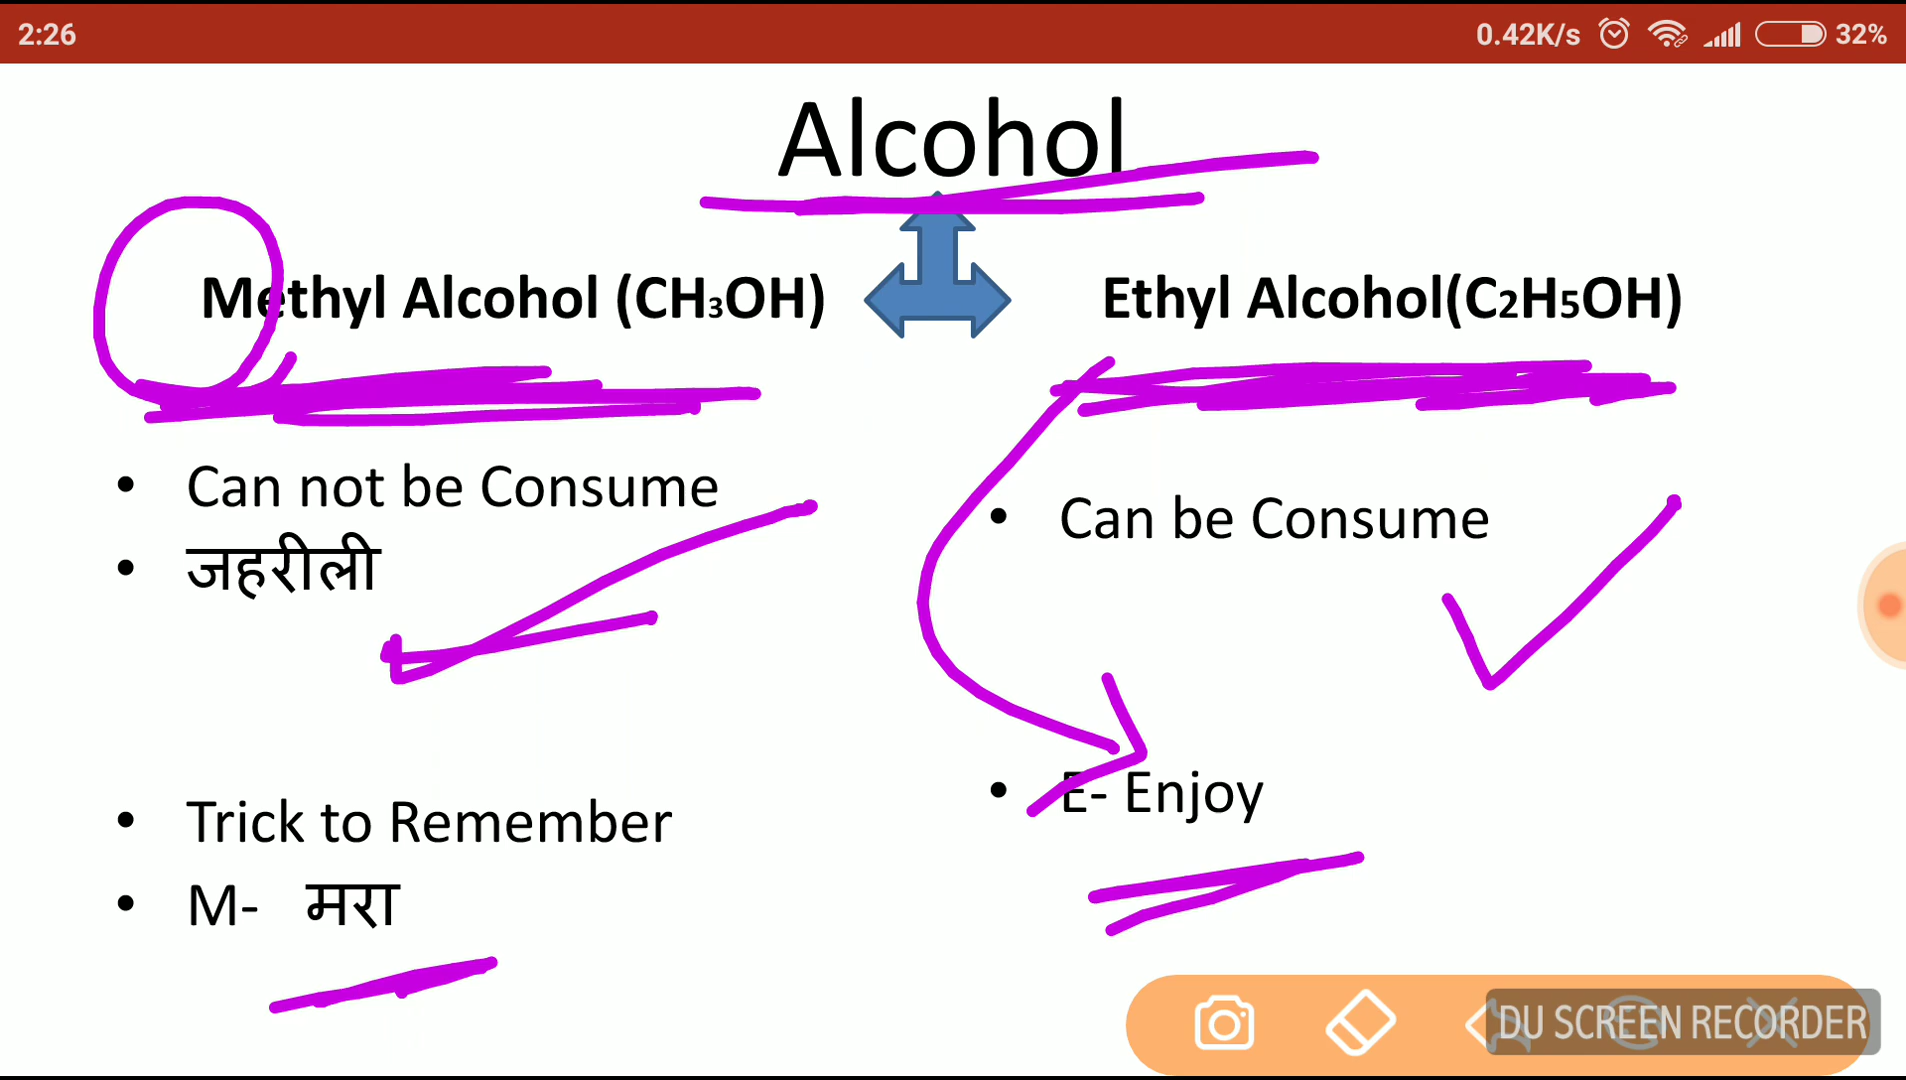 2:26
0.42K/s 32%
Alcohol
Methyl Alcohol (CH₃OH)
Ethyl Alcohol(C₂H₅OH)
• Can not be Consume
• जहरीली
• Trick to Remember
• M- मरा
• Can be Consume
• E- Enjoy
DU SCREEN RECORDER